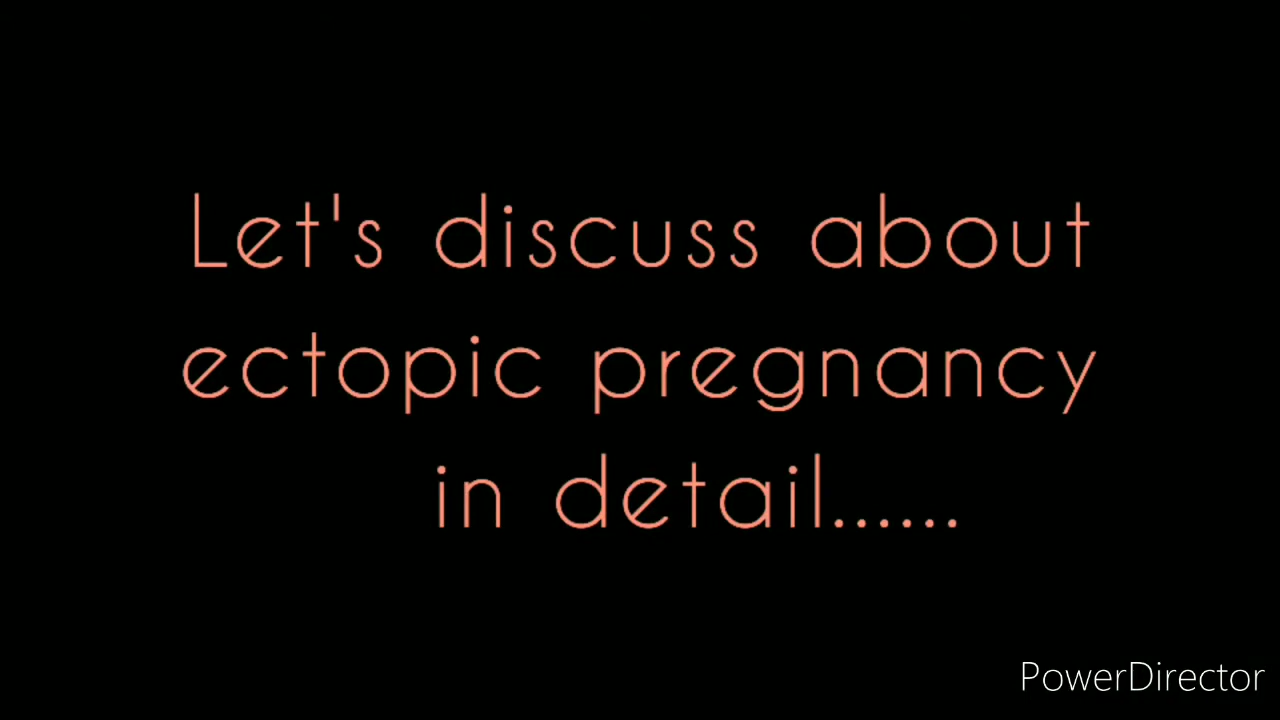 Let's discuss about
ectopic pregnancy
in detail......
PowerDirector